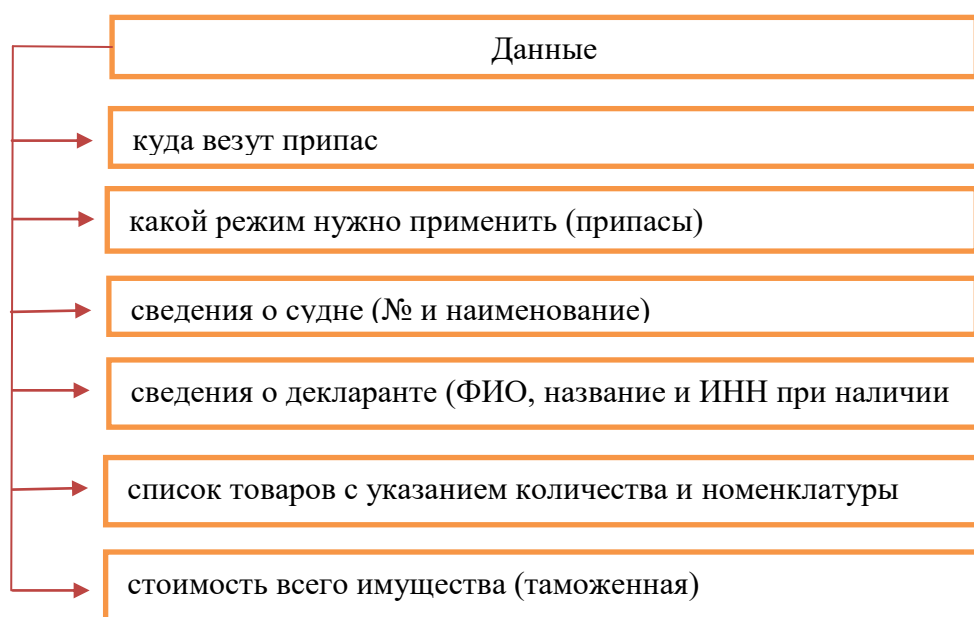 Данные
куда везут припас
какой режим нужно применить (припасы)
сведения о судне (№ и наименование)
сведения о декларанте (ФИО, название и ИНН при наличии
список товаров с указанием количества и номенклатуры
стоимость всего имущества (таможенная)